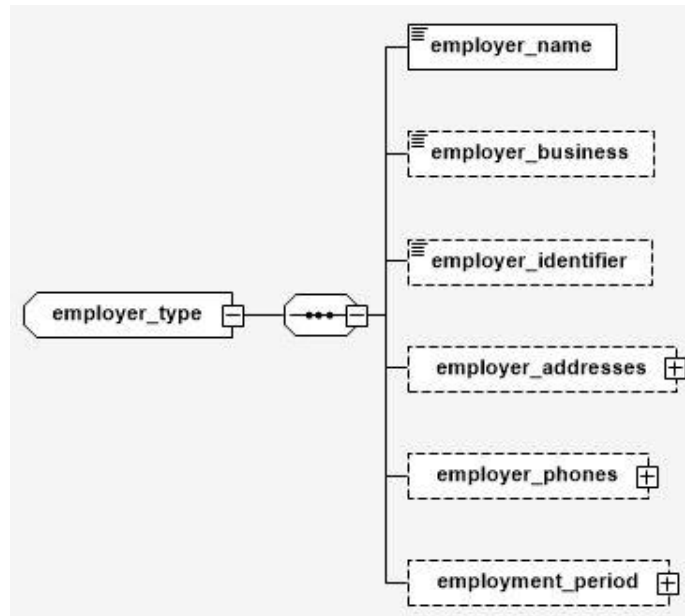 employer_name
employer_business
employer_identifier
employer_type
employer_addresses
employer_phones
employment_period